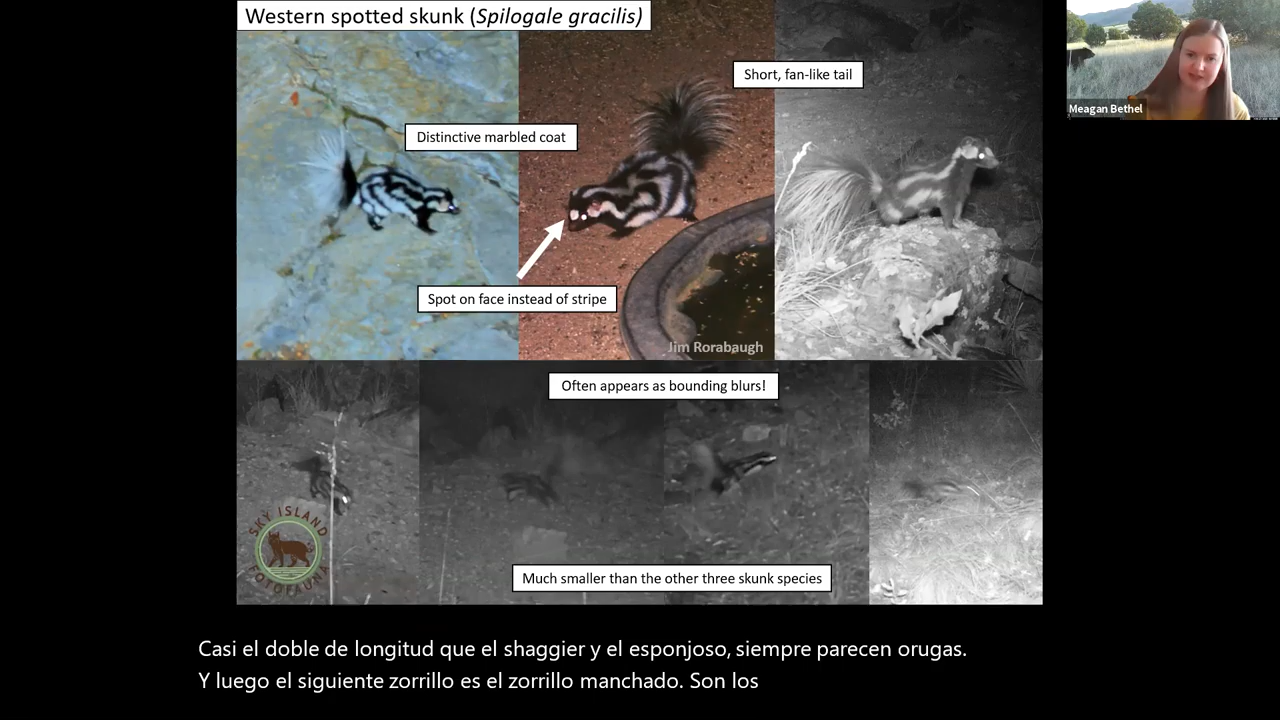 Western spotted skunk (Spilogale gracilis)
Short, fan-like tail
Meagan Bethel
Distinctive marbled coat
Spot on face instead of stripe
Jim Rorabaugh
Often appears as bounding blurs!
SKY ISLAND
FOTOFAUNA
Much smaller than the other three skunk species
Casi el doble de longitud que el shaggier y el esponjoso, siempre parecen orugas.
Y luego el siguiente zorrillo es el zorrillo manchado. Son los